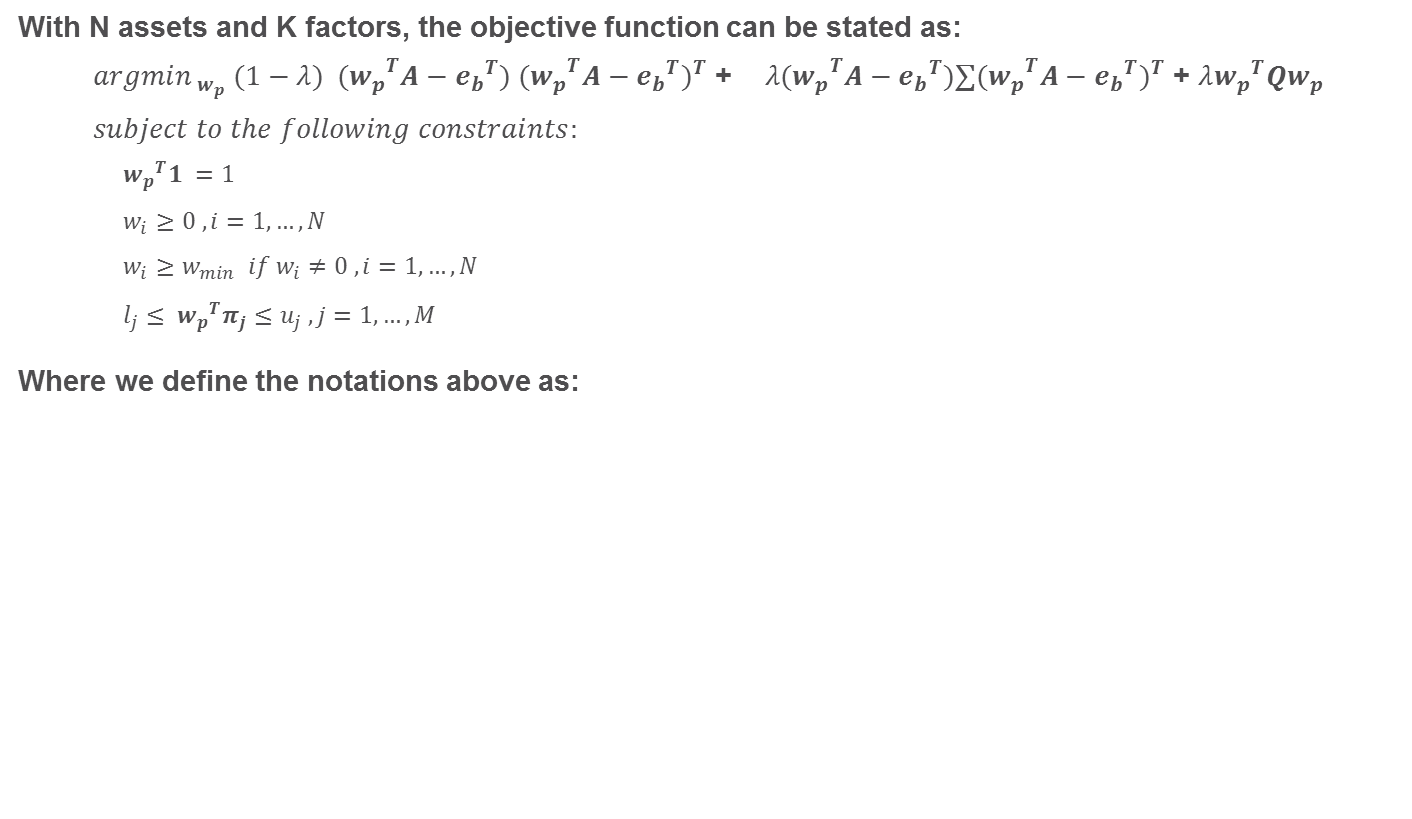 With N assets and K factors, the objective function can be stated as:
argmin w_p (1 − λ) (w_p^T A − e_b^T) (w_p^T A − e_b^T)^T + λ(w_p^T A − e_b^T)∑(w_p^T A − e_b^T)^T + λw_p^T Qw_p
subject to the following constraints:
w_p^T 1 = 1
w_i ≥ 0 ,i = 1, … , N
w_i ≥ w_min if w_i ≠ 0 ,i = 1, … , N
l_j ≤ w_p^T π_j ≤ u_j ,j = 1, … , M
Where we define the notations above as: